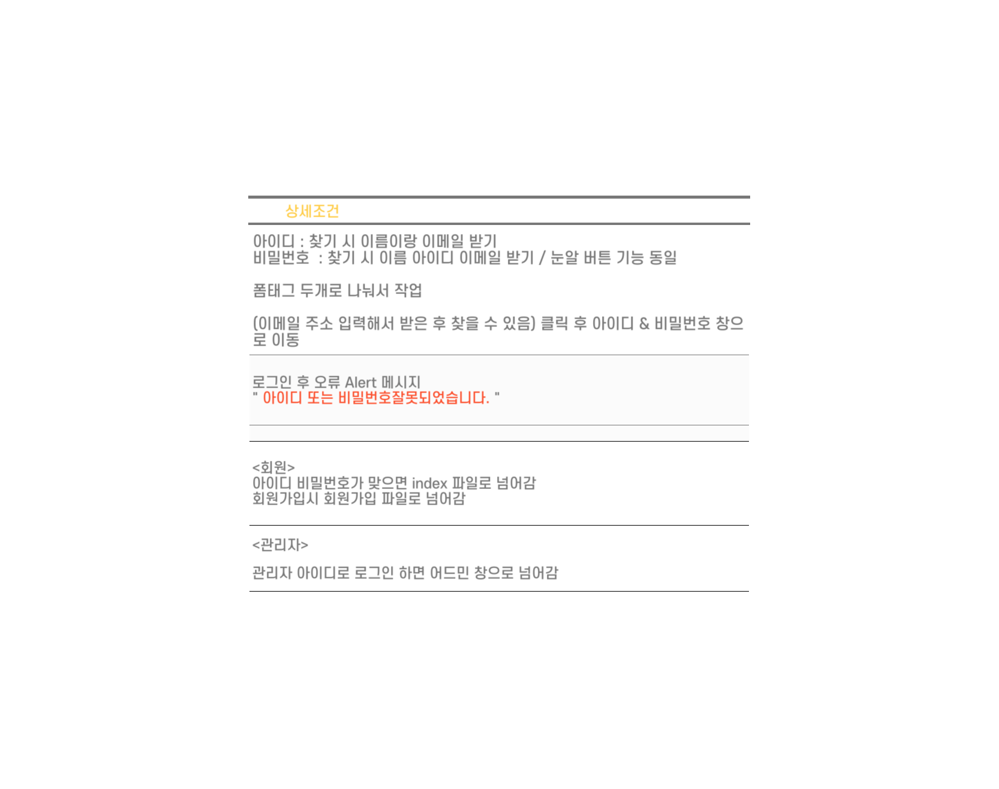 상세조건
아이디 : 찾기 시 이름이랑 이메일 받기
비밀번호  : 찾기 시 이름 아이디 이메일 받기 / 눈알 버튼 기능 동일
폼태그 두개로 나눠서 작업
(이메일 주소 입력해서 받은 후 찾을 수 있음) 클릭 후 아이디 & 비밀번호 창으
로 이동
로그인 후 오류 Alert 메시지
" 아이디 또는 비밀번호잘못되었습니다. "
<회원>
아이디 비밀번호가 맞으면 index 파일로 넘어감
회원가입시 회원가입 파일로 넘어감
<관리자>
관리자 아이디로 로그인 하면 어드민 창으로 넘어감